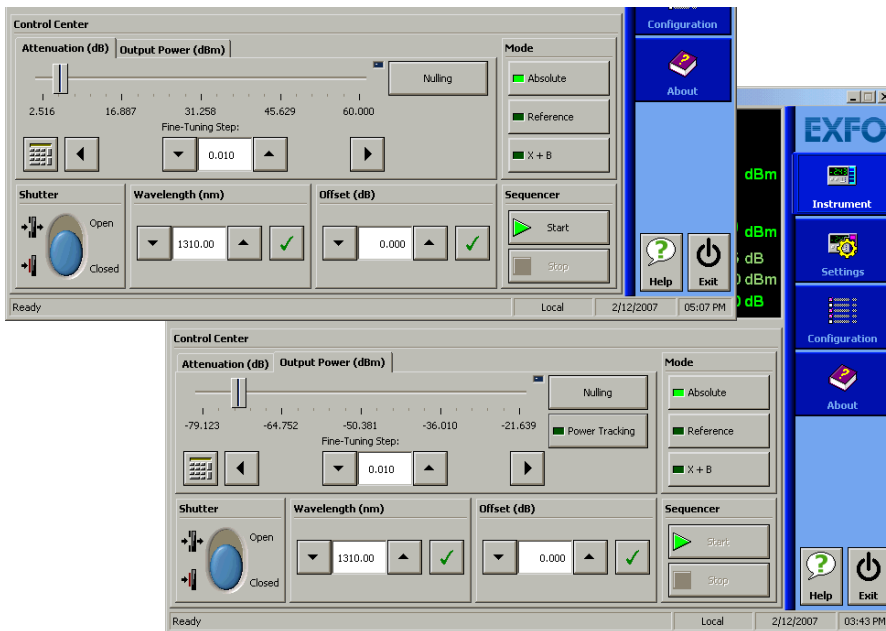 Control Center
Configuration
Attenuation (dB) Output Power (dBm)
Mode
Nulling
Absolute
About
2.516 16.887 31.258 45.629 60.000
Reference
Fine-Tuning Step:
0.010
X + B
Shutter
Wavelength (nm)
Offset (dB)
Sequencer
Open
Start
1310.00
0.000
Closed
Stop
Help
Exit
Ready
Local
2/12/2007
05:07 PM
EXFO
dBm
Instrument
dBm
dB
dBm
dB
Settings
Configuration
About
Control Center
Attenuation (dB) Output Power (dBm)
Mode
Nulling
Absolute
-79.123 -64.752 -50.381 -36.010 -21.639
Power Tracking
Reference
Fine-Tuning Step:
0.010
X + B
Shutter
Wavelength (nm)
Offset (dB)
Sequencer
Open
Start
1310.00
0.000
Closed
Stop
Help
Exit
Ready
Local
2/12/2007
03:43 PM